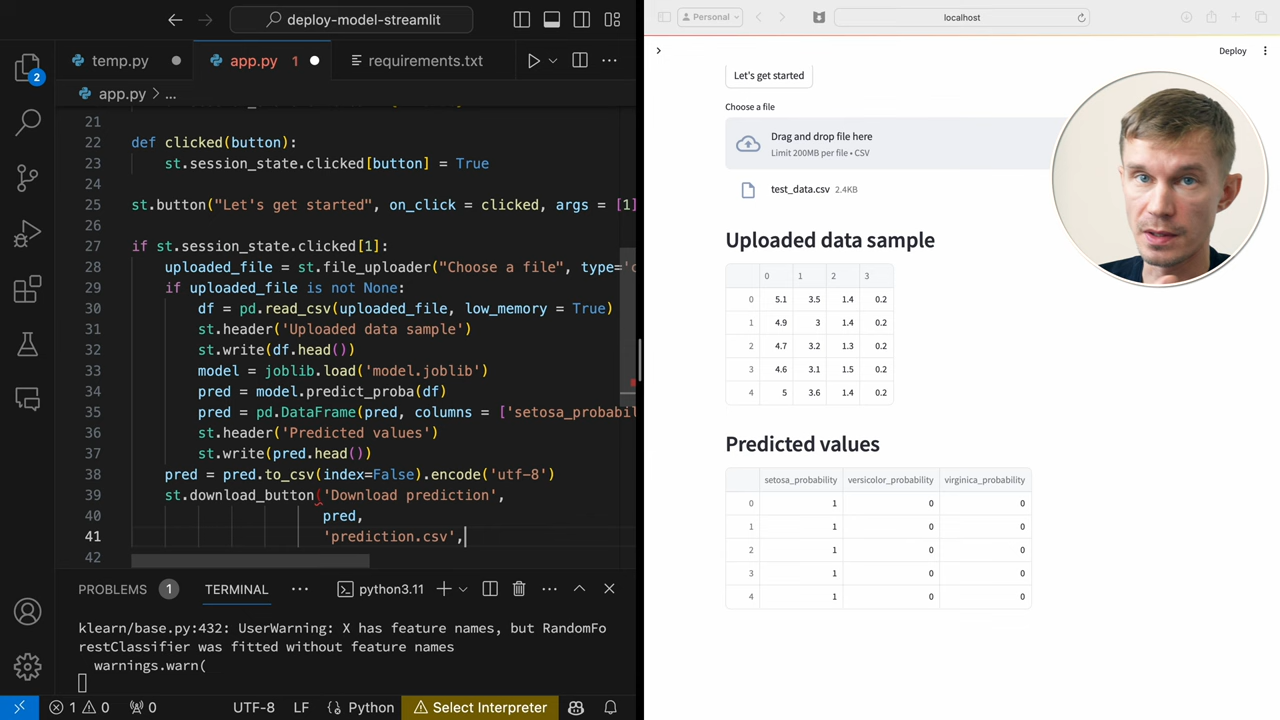 deploy-model-streamlit
temp.py
app.py 1
requirements.txt
app.py > ...
21
22 def clicked(button):
23 st.session_state.clicked[button] = True
24
25 st.button("Let's get started", on_click = clicked, args = [1]
26
27 if st.session_state.clicked[1]:
28 uploaded_file = st.file_uploader("Choose a file", type='c
29 if uploaded_file is not None:
30 df = pd.read_csv(uploaded_file, low_memory = True)
31 st.header('Uploaded data sample')
32 st.write(df.head())
33 model = joblib.load('model.joblib')
34 pred = model.predict_proba(df)
35 pred = pd.DataFrame(pred, columns = ['setosa_probabil
36 st.header('Predicted values')
37 st.write(pred.head())
38 pred = pred.to_csv(index=False).encode('utf-8')
39 st.download_button('Download prediction',
40 pred,
41 'prediction.csv',
42
2
PROBLEMS 1 TERMINAL ... python3.11
klearn/base.py:432: UserWarning: X has feature names, but RandomFo
restClassifier was fitted without feature names
warnings.warn(
1 0 0 UTF-8 LF {} Python Select Interpreter
Personal
localhost
Deploy
Let's get started
Choose a file
Drag and drop file here
Limit 200MB per file • CSV
test_data.csv 2.4KB
Uploaded data sample
0 1 2 3
0 5.1 3.5 1.4 0.2
1 4.9 3 1.4 0.2
2 4.7 3.2 1.3 0.2
3 4.6 3.1 1.5 0.2
4 5 3.6 1.4 0.2
Predicted values
setosa_probability versicolor_probability virginica_probability
0 1 0 0
1 1 0 0
2 1 0 0
3 1 0 0
4 1 0 0